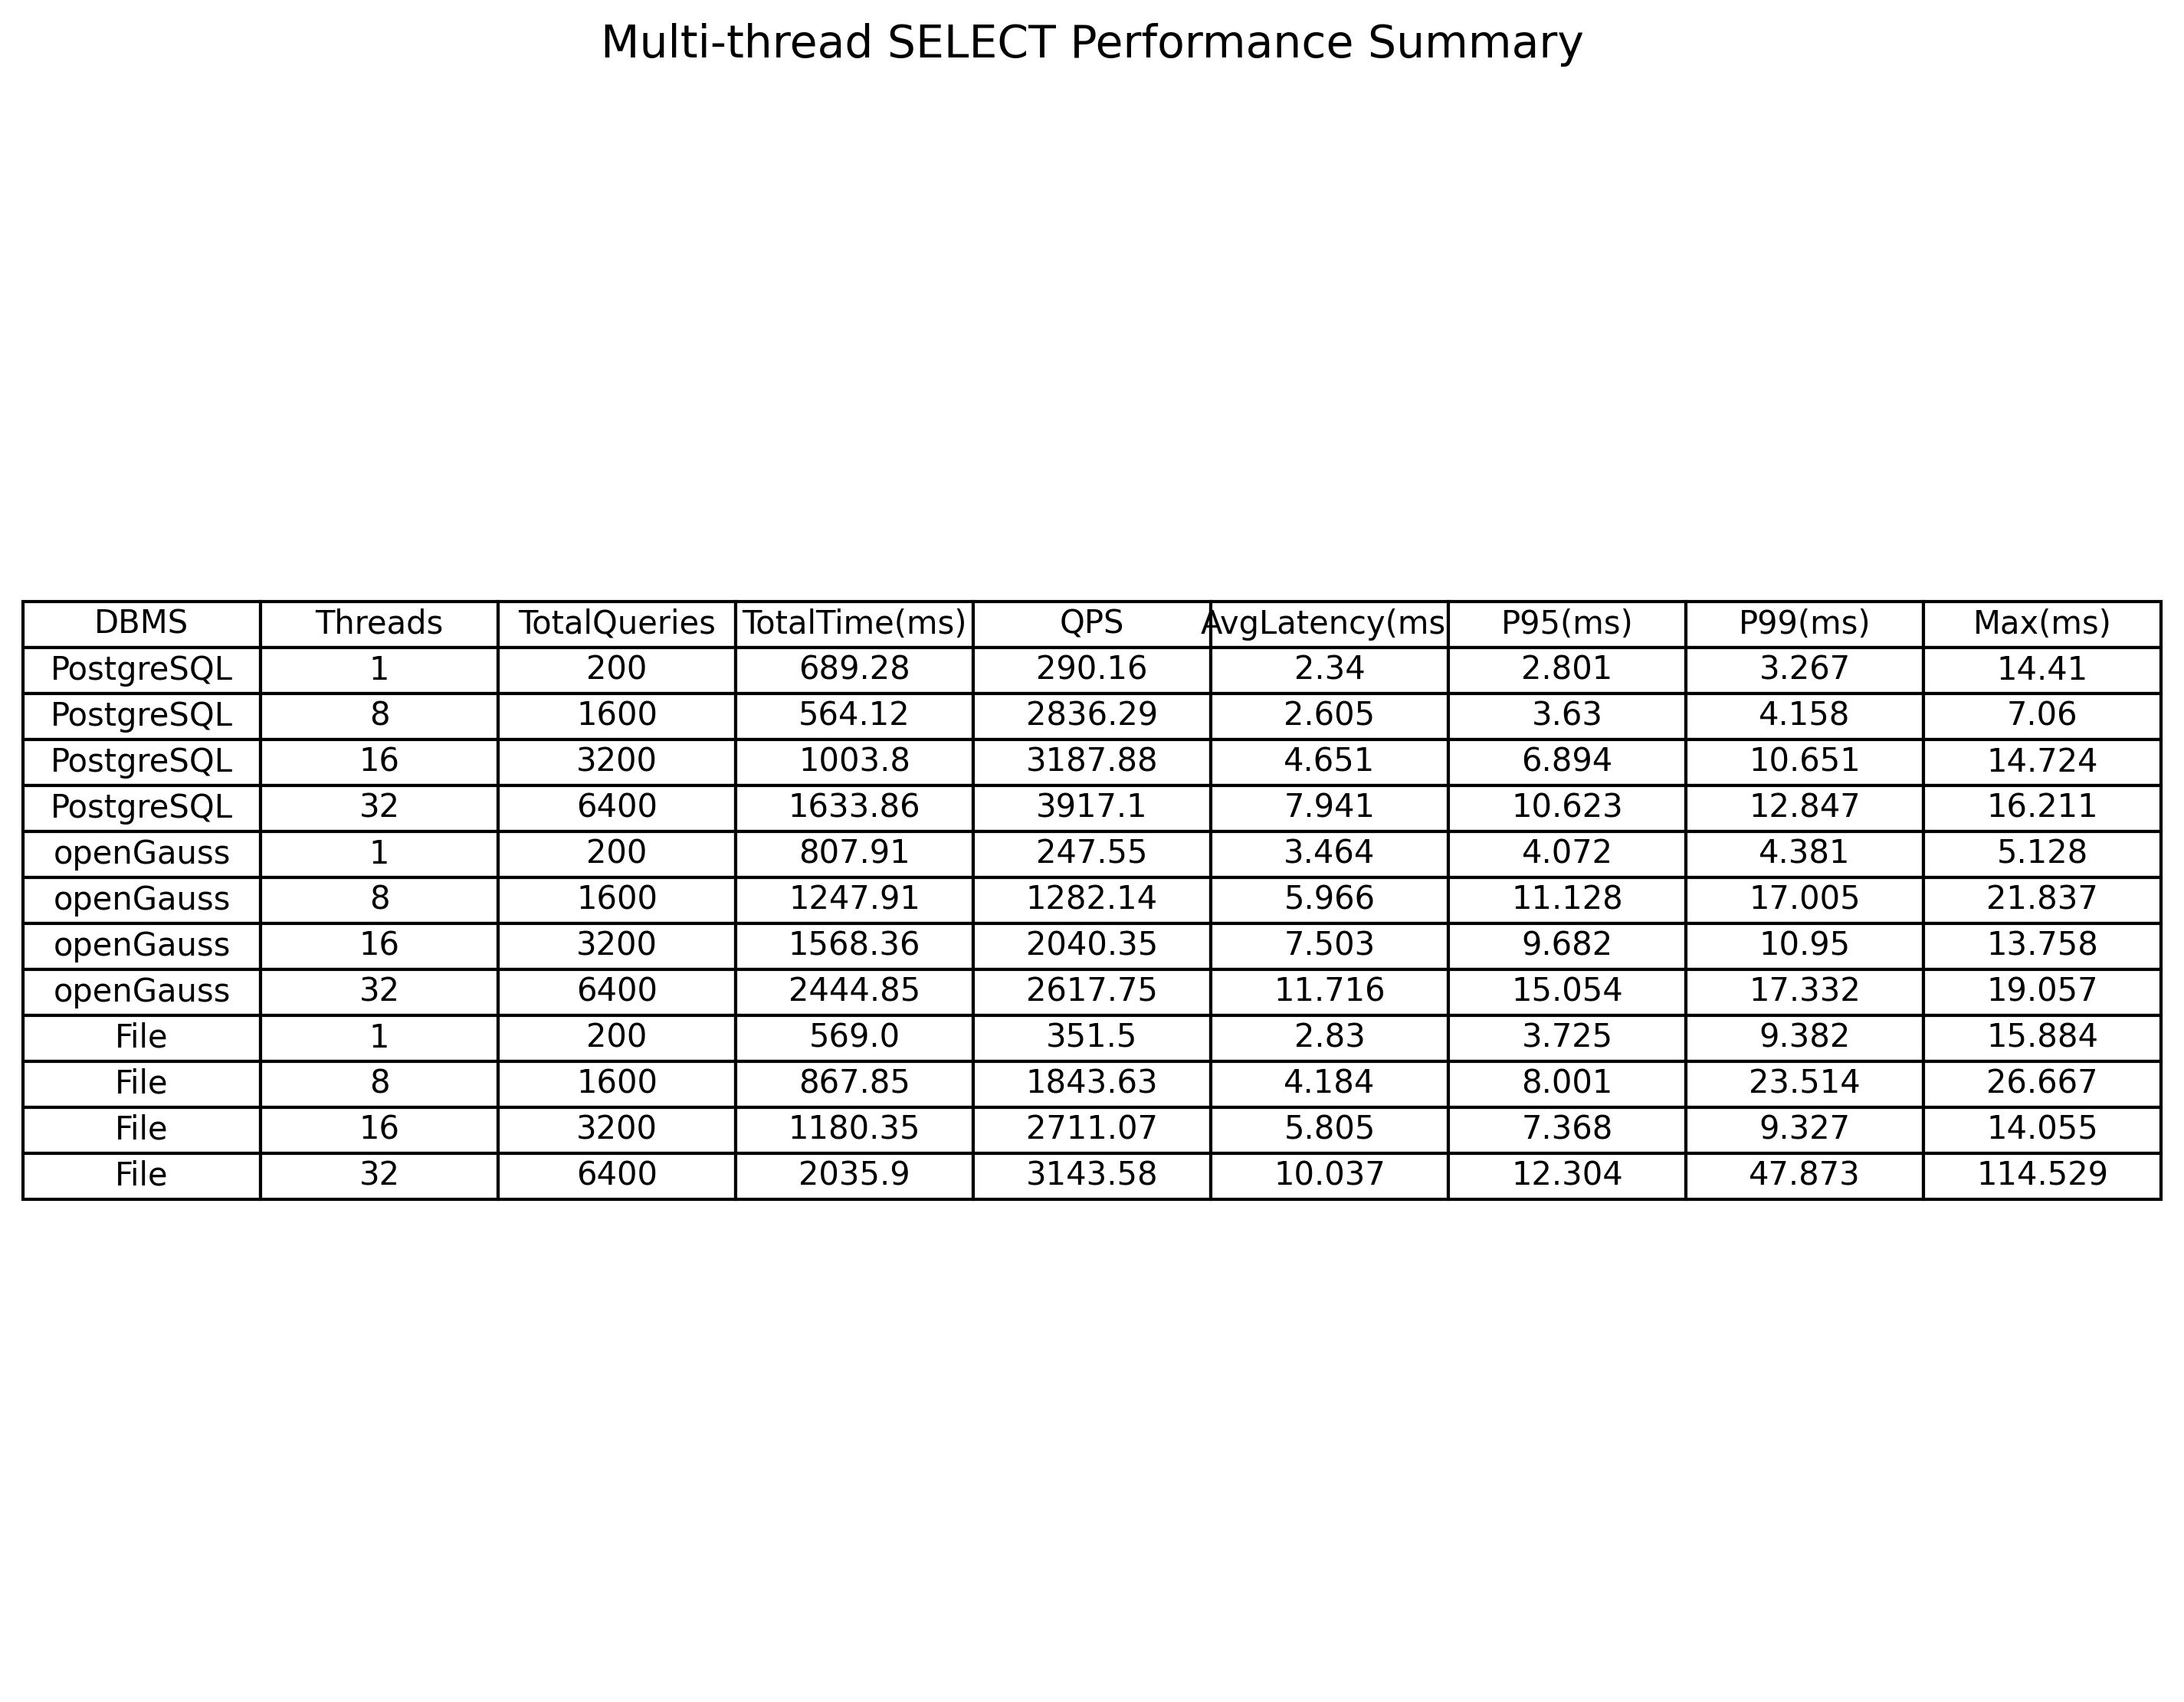 Multi-thread SELECT Performance Summary
DBMS Threads TotalQueries TotalTime(ms) QPS AvgLatency(ms P95(ms) P99(ms) Max(ms)
PostgreSQL 1 200 689.28 290.16 2.34 2.801 3.267 14.41
PostgreSQL 8 1600 564.12 2836.29 2.605 3.63 4.158 7.06
PostgreSQL 16 3200 1003.8 3187.88 4.651 6.894 10.651 14.724
PostgreSQL 32 6400 1633.86 3917.1 7.941 10.623 12.847 16.211
openGauss 1 200 807.91 247.55 3.464 4.072 4.381 5.128
openGauss 8 1600 1247.91 1282.14 5.966 11.128 17.005 21.837
openGauss 16 3200 1568.36 2040.35 7.503 9.682 10.95 13.758
openGauss 32 6400 2444.85 2617.75 11.716 15.054 17.332 19.057
File 1 200 569.0 351.5 2.83 3.725 9.382 15.884
File 8 1600 867.85 1843.63 4.184 8.001 23.514 26.667
File 16 3200 1180.35 2711.07 5.805 7.368 9.327 14.055
File 32 6400 2035.9 3143.58 10.037 12.304 47.873 114.529